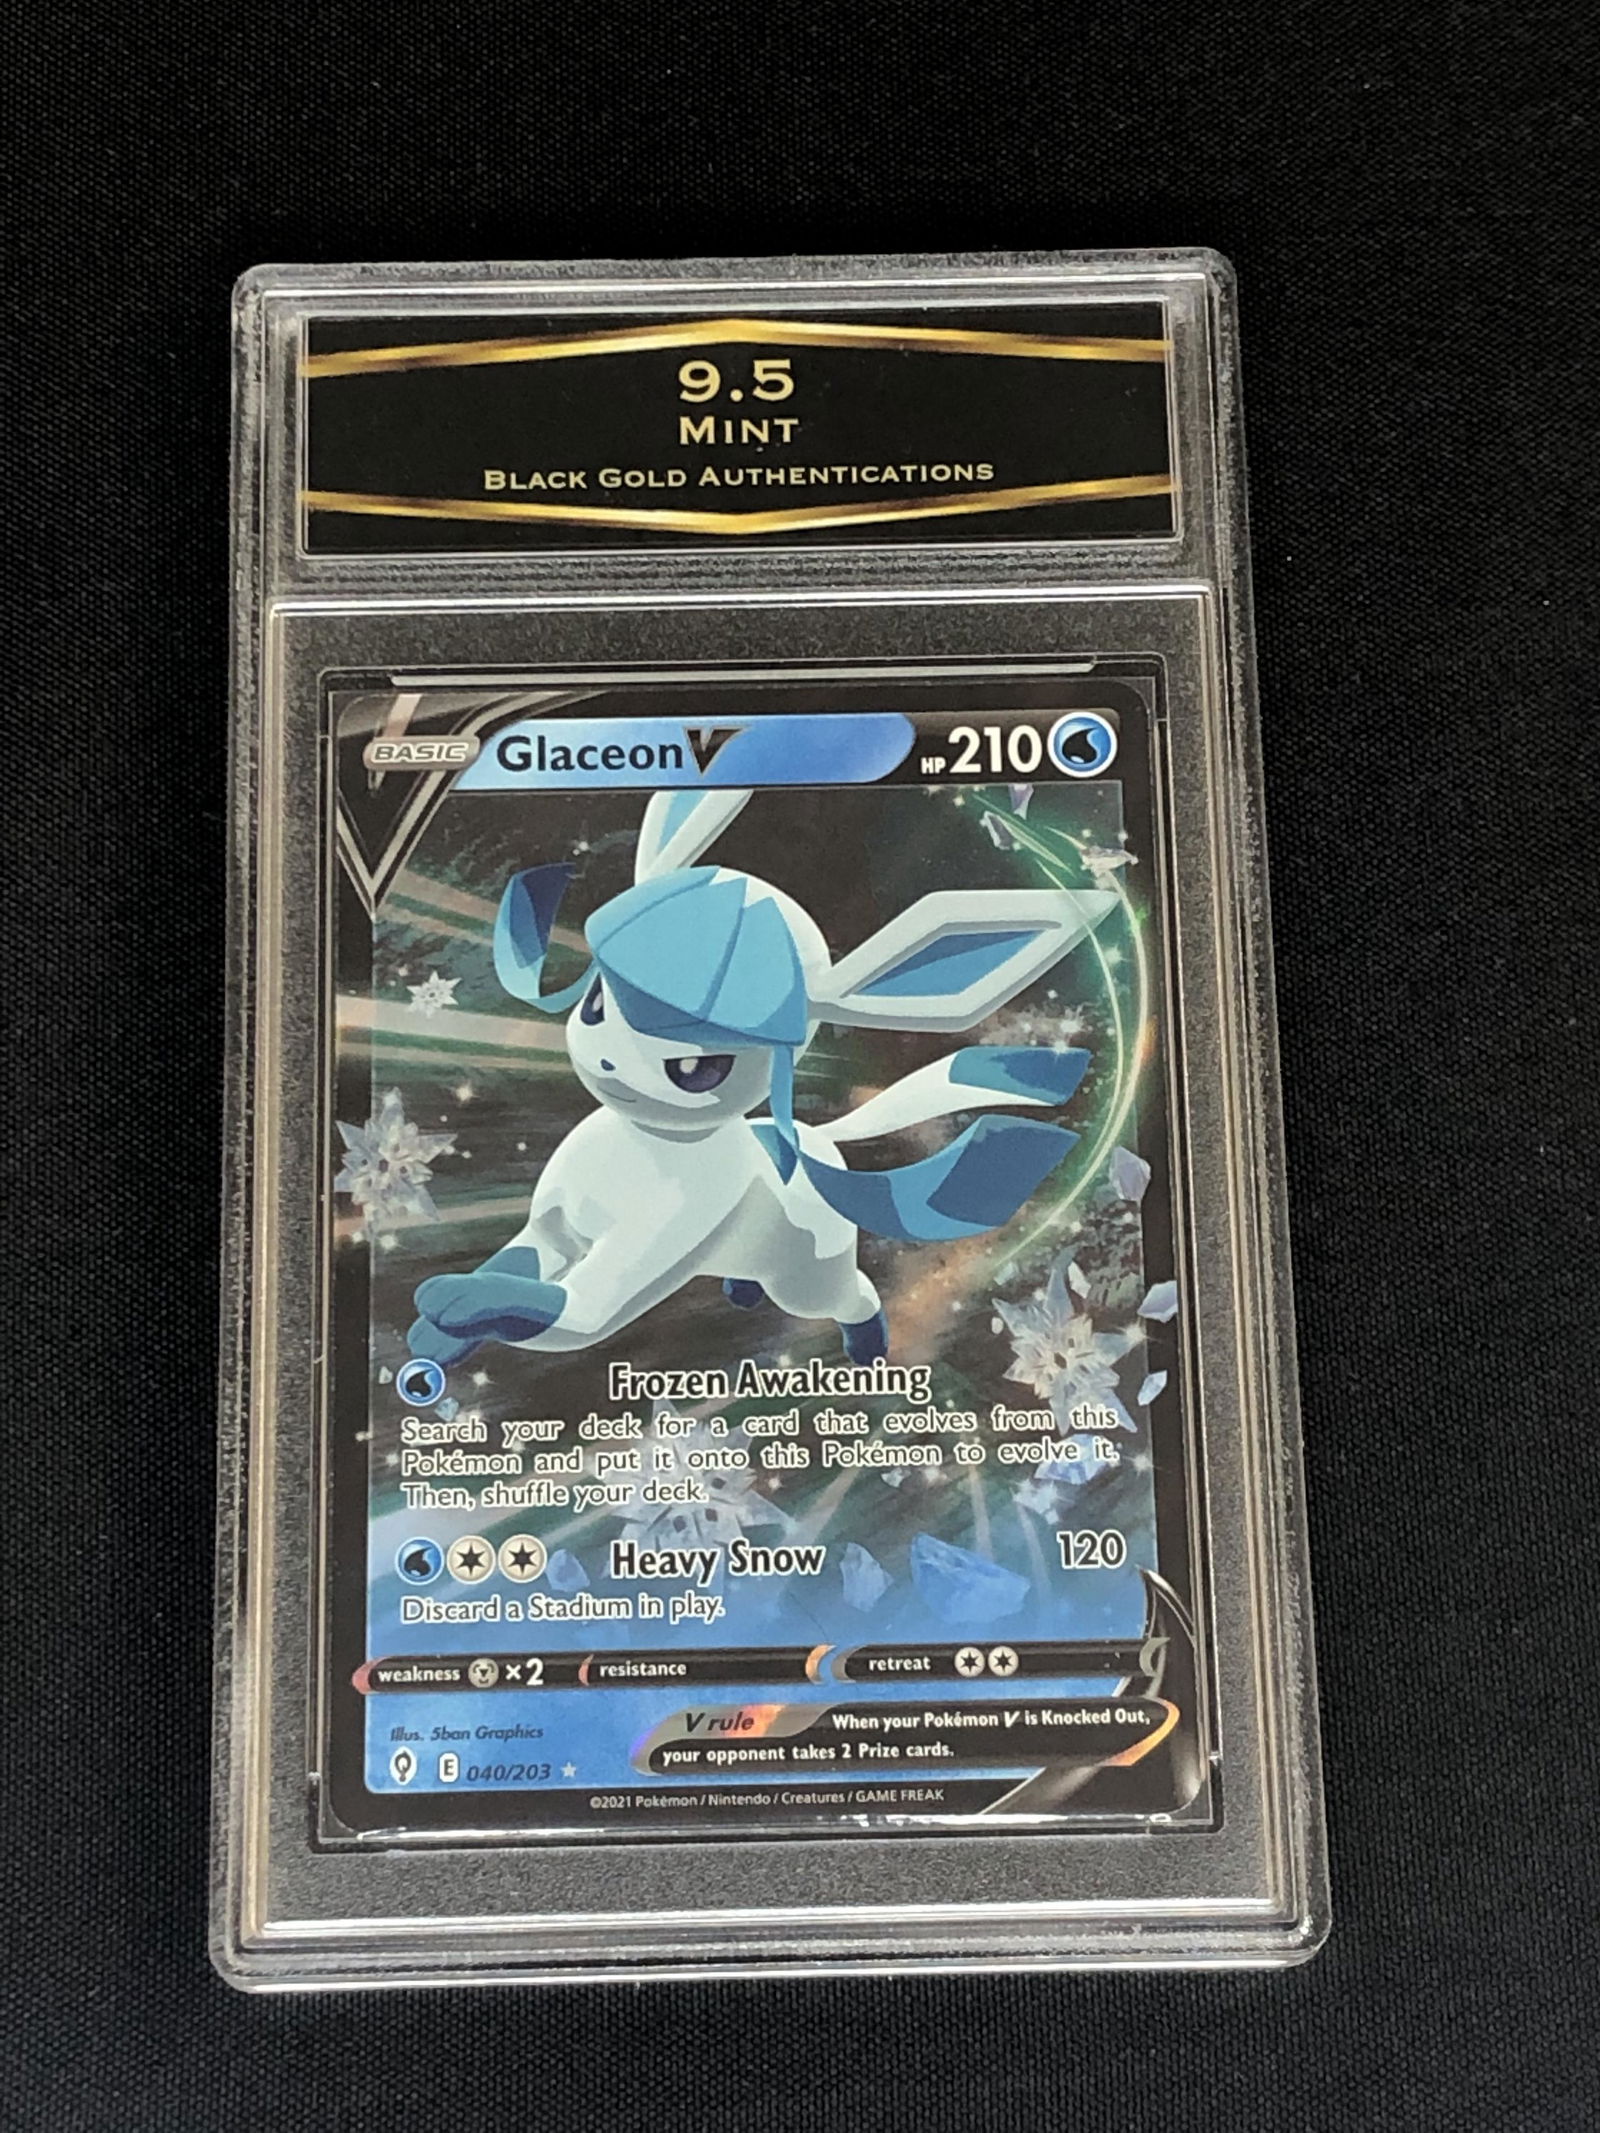 9.5
MINT
BLACK GOLD AUTHENTICATIONS
BASIC Glaceon V HP 210
Frozen Awakening
Search your deck for a card that evolves from this
Pokémon and put it onto this Pokémon to evolve it.
Then, shuffle your deck.
Heavy Snow 120
Discard a Stadium in play.
weakness ×2 resistance retreat
Illus. 5ban Graphics
V rule When your Pokémon V is Knocked Out,
your opponent takes 2 Prize cards.
E 040/203
©2021 Pokémon / Nintendo / Creatures / GAME FREAK